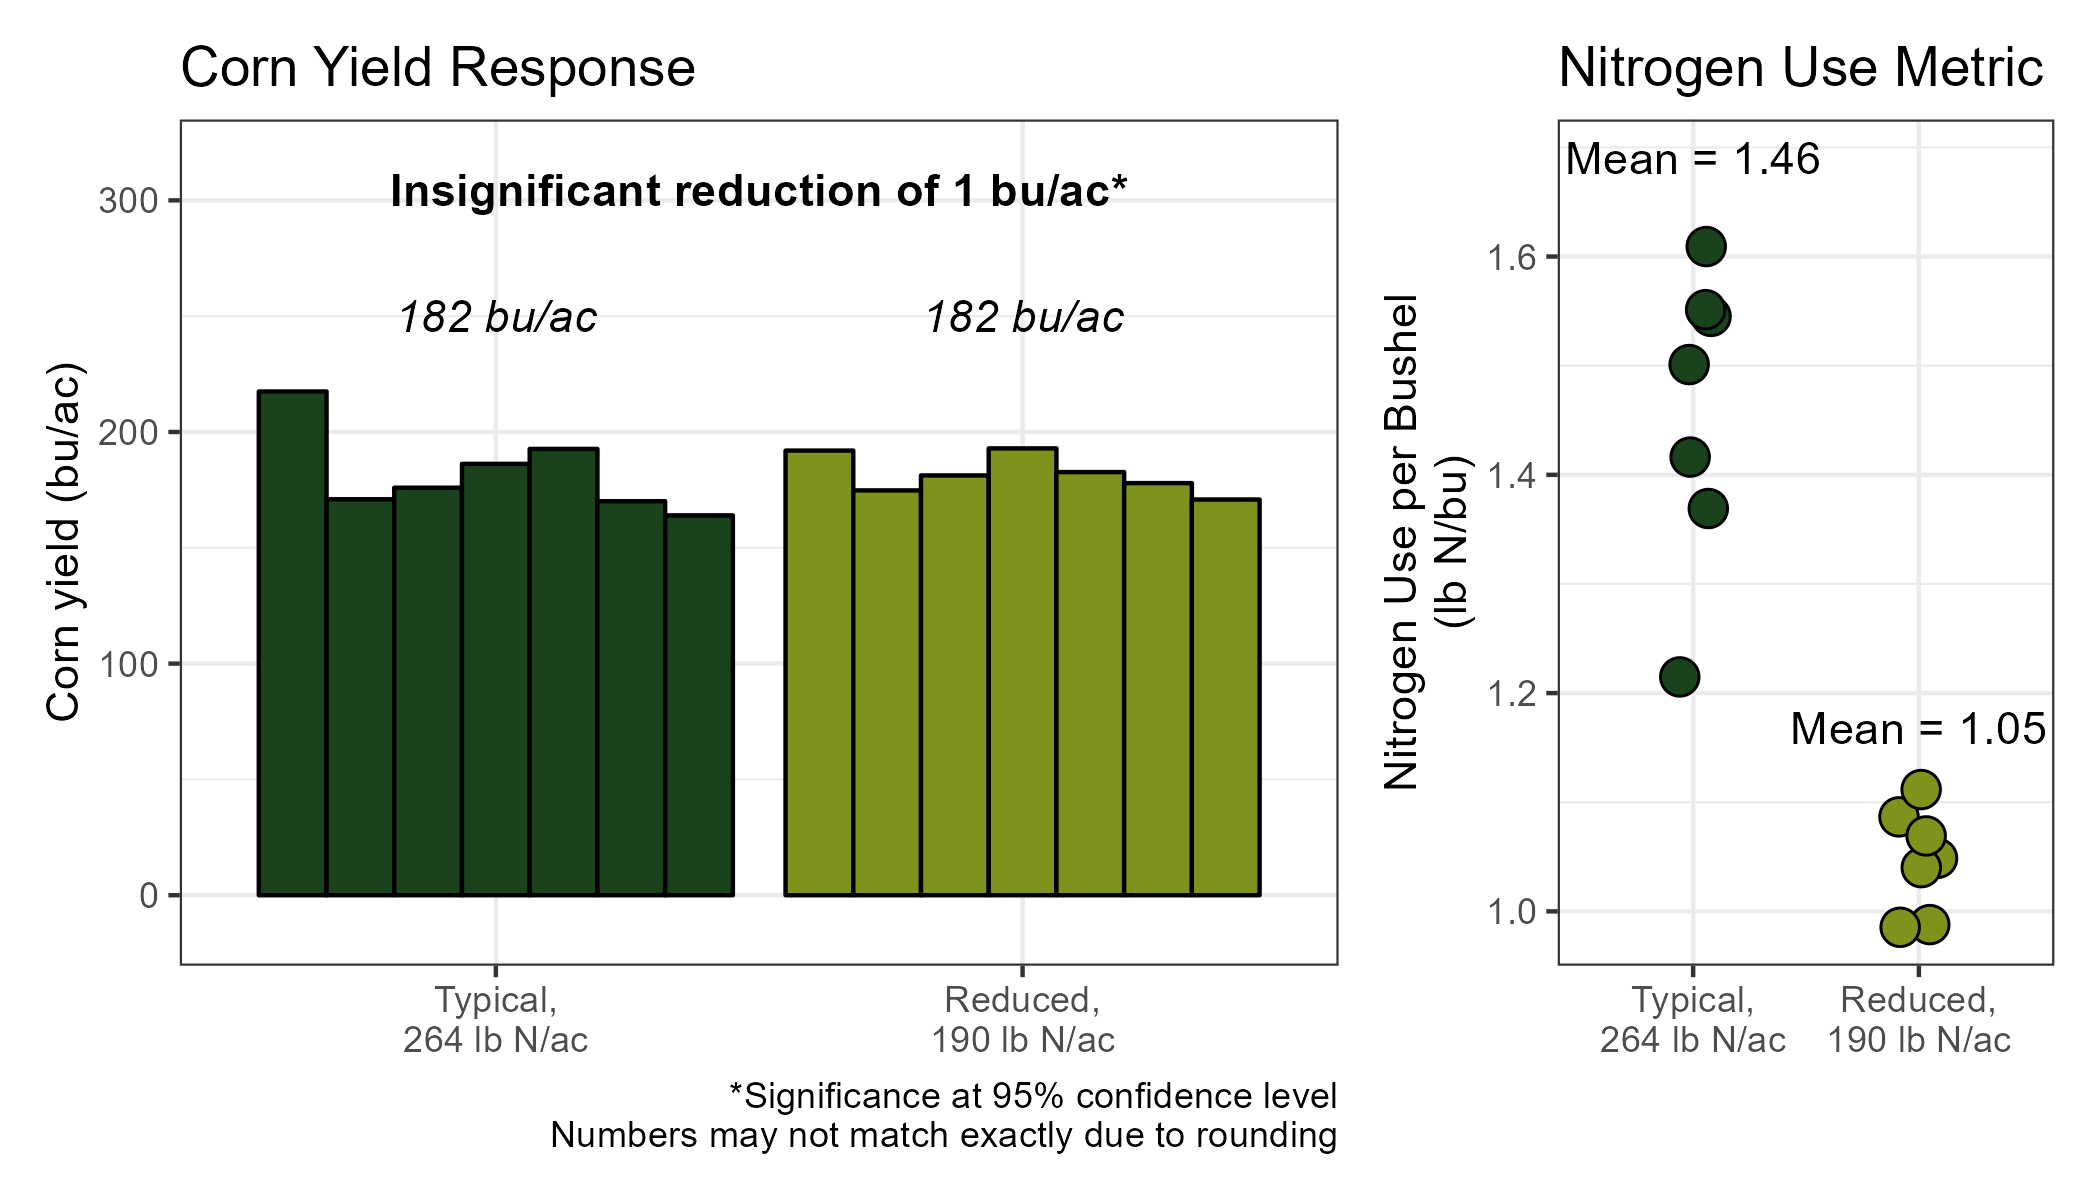 Corn Yield Response
Insignificant reduction of 1 bu/ac*
182 bu/ac
182 bu/ac
Corn yield (bu/ac)
300
200
100
0
Typical,
264 lb N/ac
Reduced,
190 lb N/ac
*Significance at 95% confidence level
Numbers may not match exactly due to rounding
Nitrogen Use Metric
Mean = 1.46
Mean = 1.05
Nitrogen Use per Bushel
(lb N/bu)
1.6
1.4
1.2
1.0
Typical,
264 lb N/ac
Reduced,
190 lb N/ac